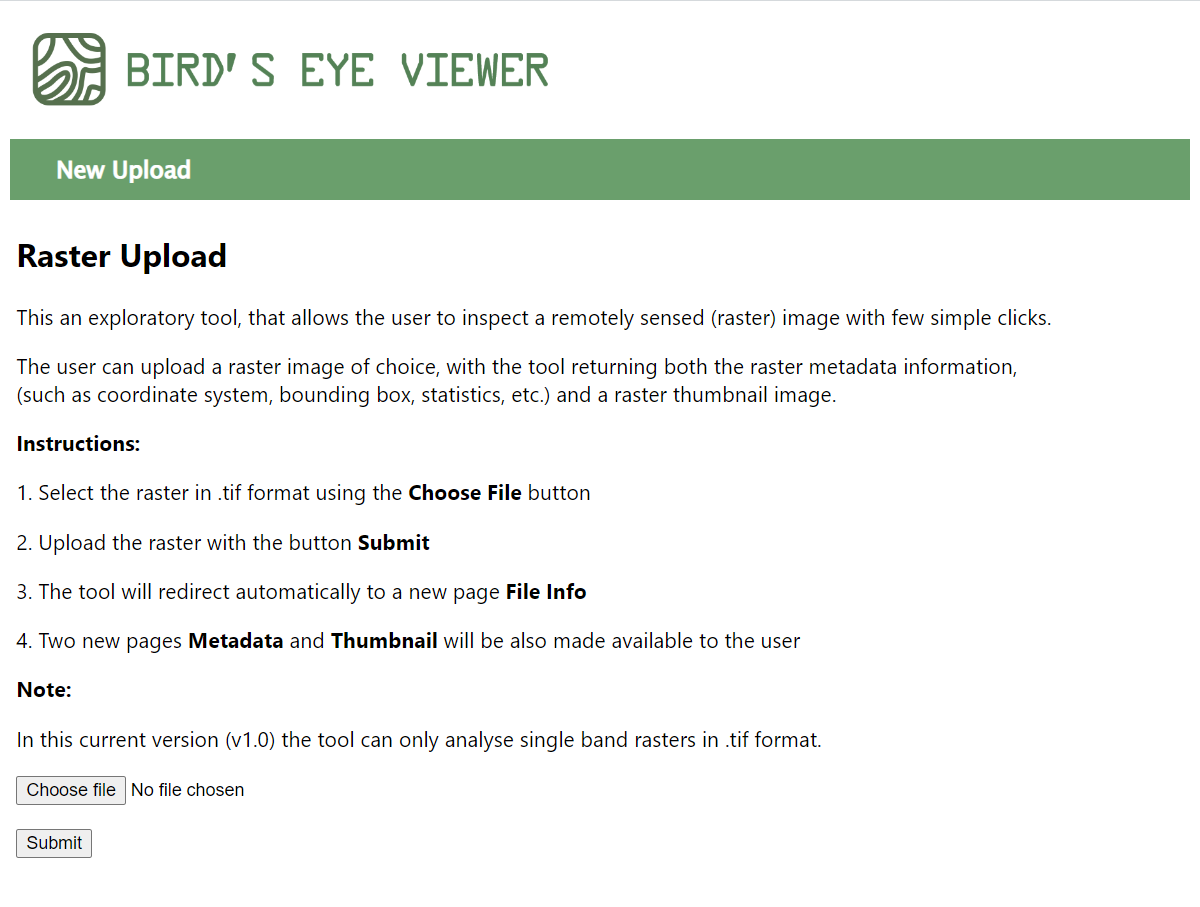 BIRD'S EYE VIEWER
New Upload
Raster Upload
This an exploratory tool, that allows the user to inspect a remotely sensed (raster) image with few simple clicks.
The user can upload a raster image of choice, with the tool returning both the raster metadata information,
(such as coordinate system, bounding box, statistics, etc.) and a raster thumbnail image.
Instructions:
1. Select the raster in .tif format using the Choose File button
2. Upload the raster with the button Submit
3. The tool will redirect automatically to a new page File Info
4. Two new pages Metadata and Thumbnail will be also made available to the user
Note:
In this current version (v1.0) the tool can only analyse single band rasters in .tif format.
Choose file No file chosen
Submit